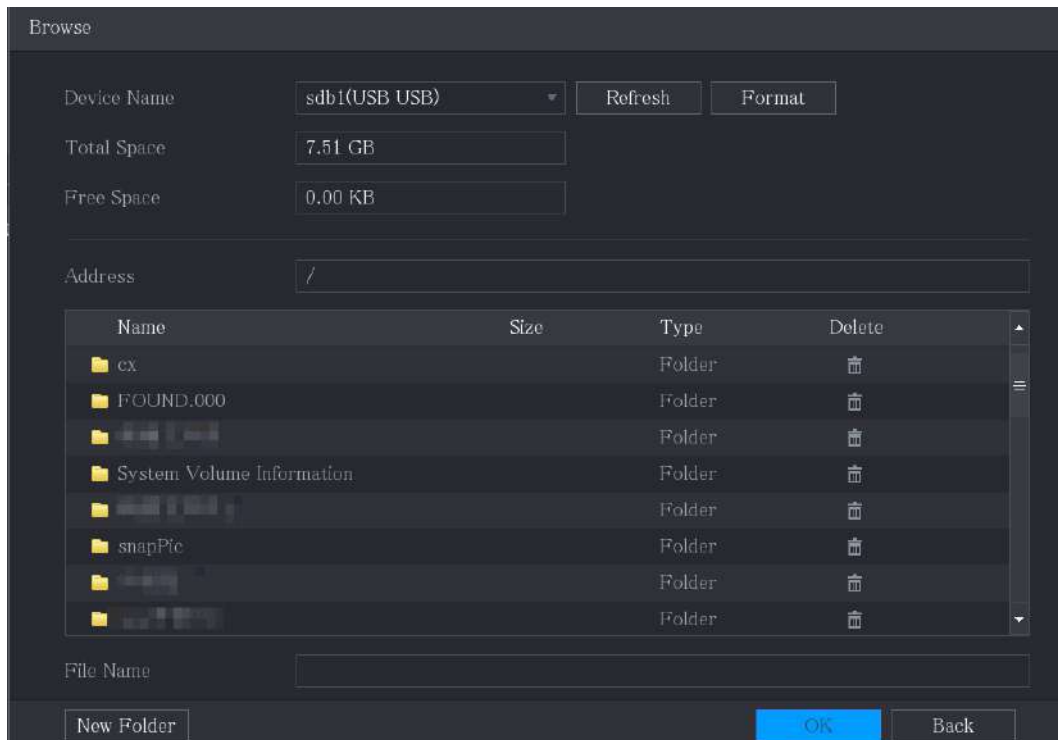 Browse
Device Name sdb1(USB USB) Refresh Format
Total Space 7.51 GB
Free Space 0.00 KB
Address /
Name Size Type Delete
cx Folder
FOUND.000 Folder
Folder
System Volume Information Folder
Folder
snapPic Folder
Folder
Folder
File Name
New Folder OK Back